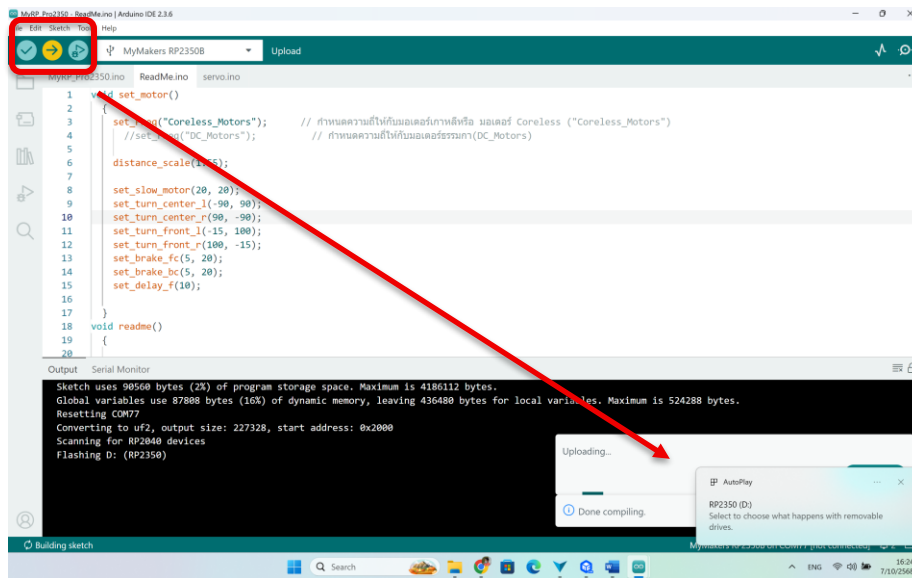 MyRP_Pro2350 - ReadMe.ino | Arduino IDE 2.3.6
Edit Sketch Help
MyMakers RP2350B Upload
ReadMe.ino servo.ino
1 void set_motor()
2 {
3 ("Coreless_Motors"); // กำหนดความถี่ให้กับมอเตอร์เกาหลีหรือ มอเตอร์ Coreless ("Coreless_Motors")
4 ("DC_Motors"); // กำหนดความถี่ให้กับมอเตอร์ธรรมดา(DC_Motors)
5
6 distance_scale(
7
8 set_slow_motor(20, 20);
9 set_turn_center_l(-90, 90);
10 set_turn_center_r(90, -90);
11 set_turn_front_l(-15, 100);
12 set_turn_front_r(100, -15);
13 set_brake_fc(5, 20);
14 set_brake_bc(5, 20);
15 set_delay_f(10);
16
17 }
18 void readme()
19 {
20
Output Serial Monitor
Sketch uses 90560 bytes (2%) of program storage space. Maximum is 4186112 bytes.
Global variables use 87808 bytes (16%) of dynamic memory, leaving 436480 bytes for local variables. Maximum is 524288 bytes.
Resetting COM77
Converting to uf2, output size: 227328, start address: 0x2000
Scanning for RP2040 devices
Flashing D: (RP2350)
Uploading...
Done compiling.
AutoPlay
RP2350 (D:)
Select to choose what happens with removable
drives.
Building sketch
Search
ENG
7/10/256